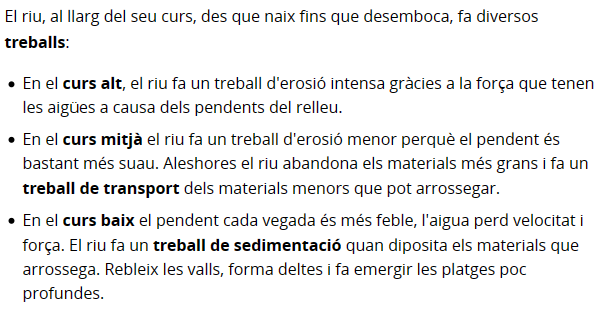 El riu, al llarg del seu curs, des que naix fins que desemboca, fa diversos
treballs:
• En el curs alt, el riu fa un treball d'erosió intensa gràcies a la força que tenen
les aigües a causa dels pendents del relleu.
• En el curs mitjà el riu fa un treball d'erosió menor perquè el pendent és
bastant més suau. Aleshores el riu abandona els materials més grans i fa un
treball de transport dels materials menors que pot arrossegar.
• En el curs baix el pendent cada vegada és més feble, l'aigua perd velocitat i
força. El riu fa un treball de sedimentació quan diposita els materials que
arrossega. Rebleix les valls, forma deltes i fa emergir les platges poc
profundes.